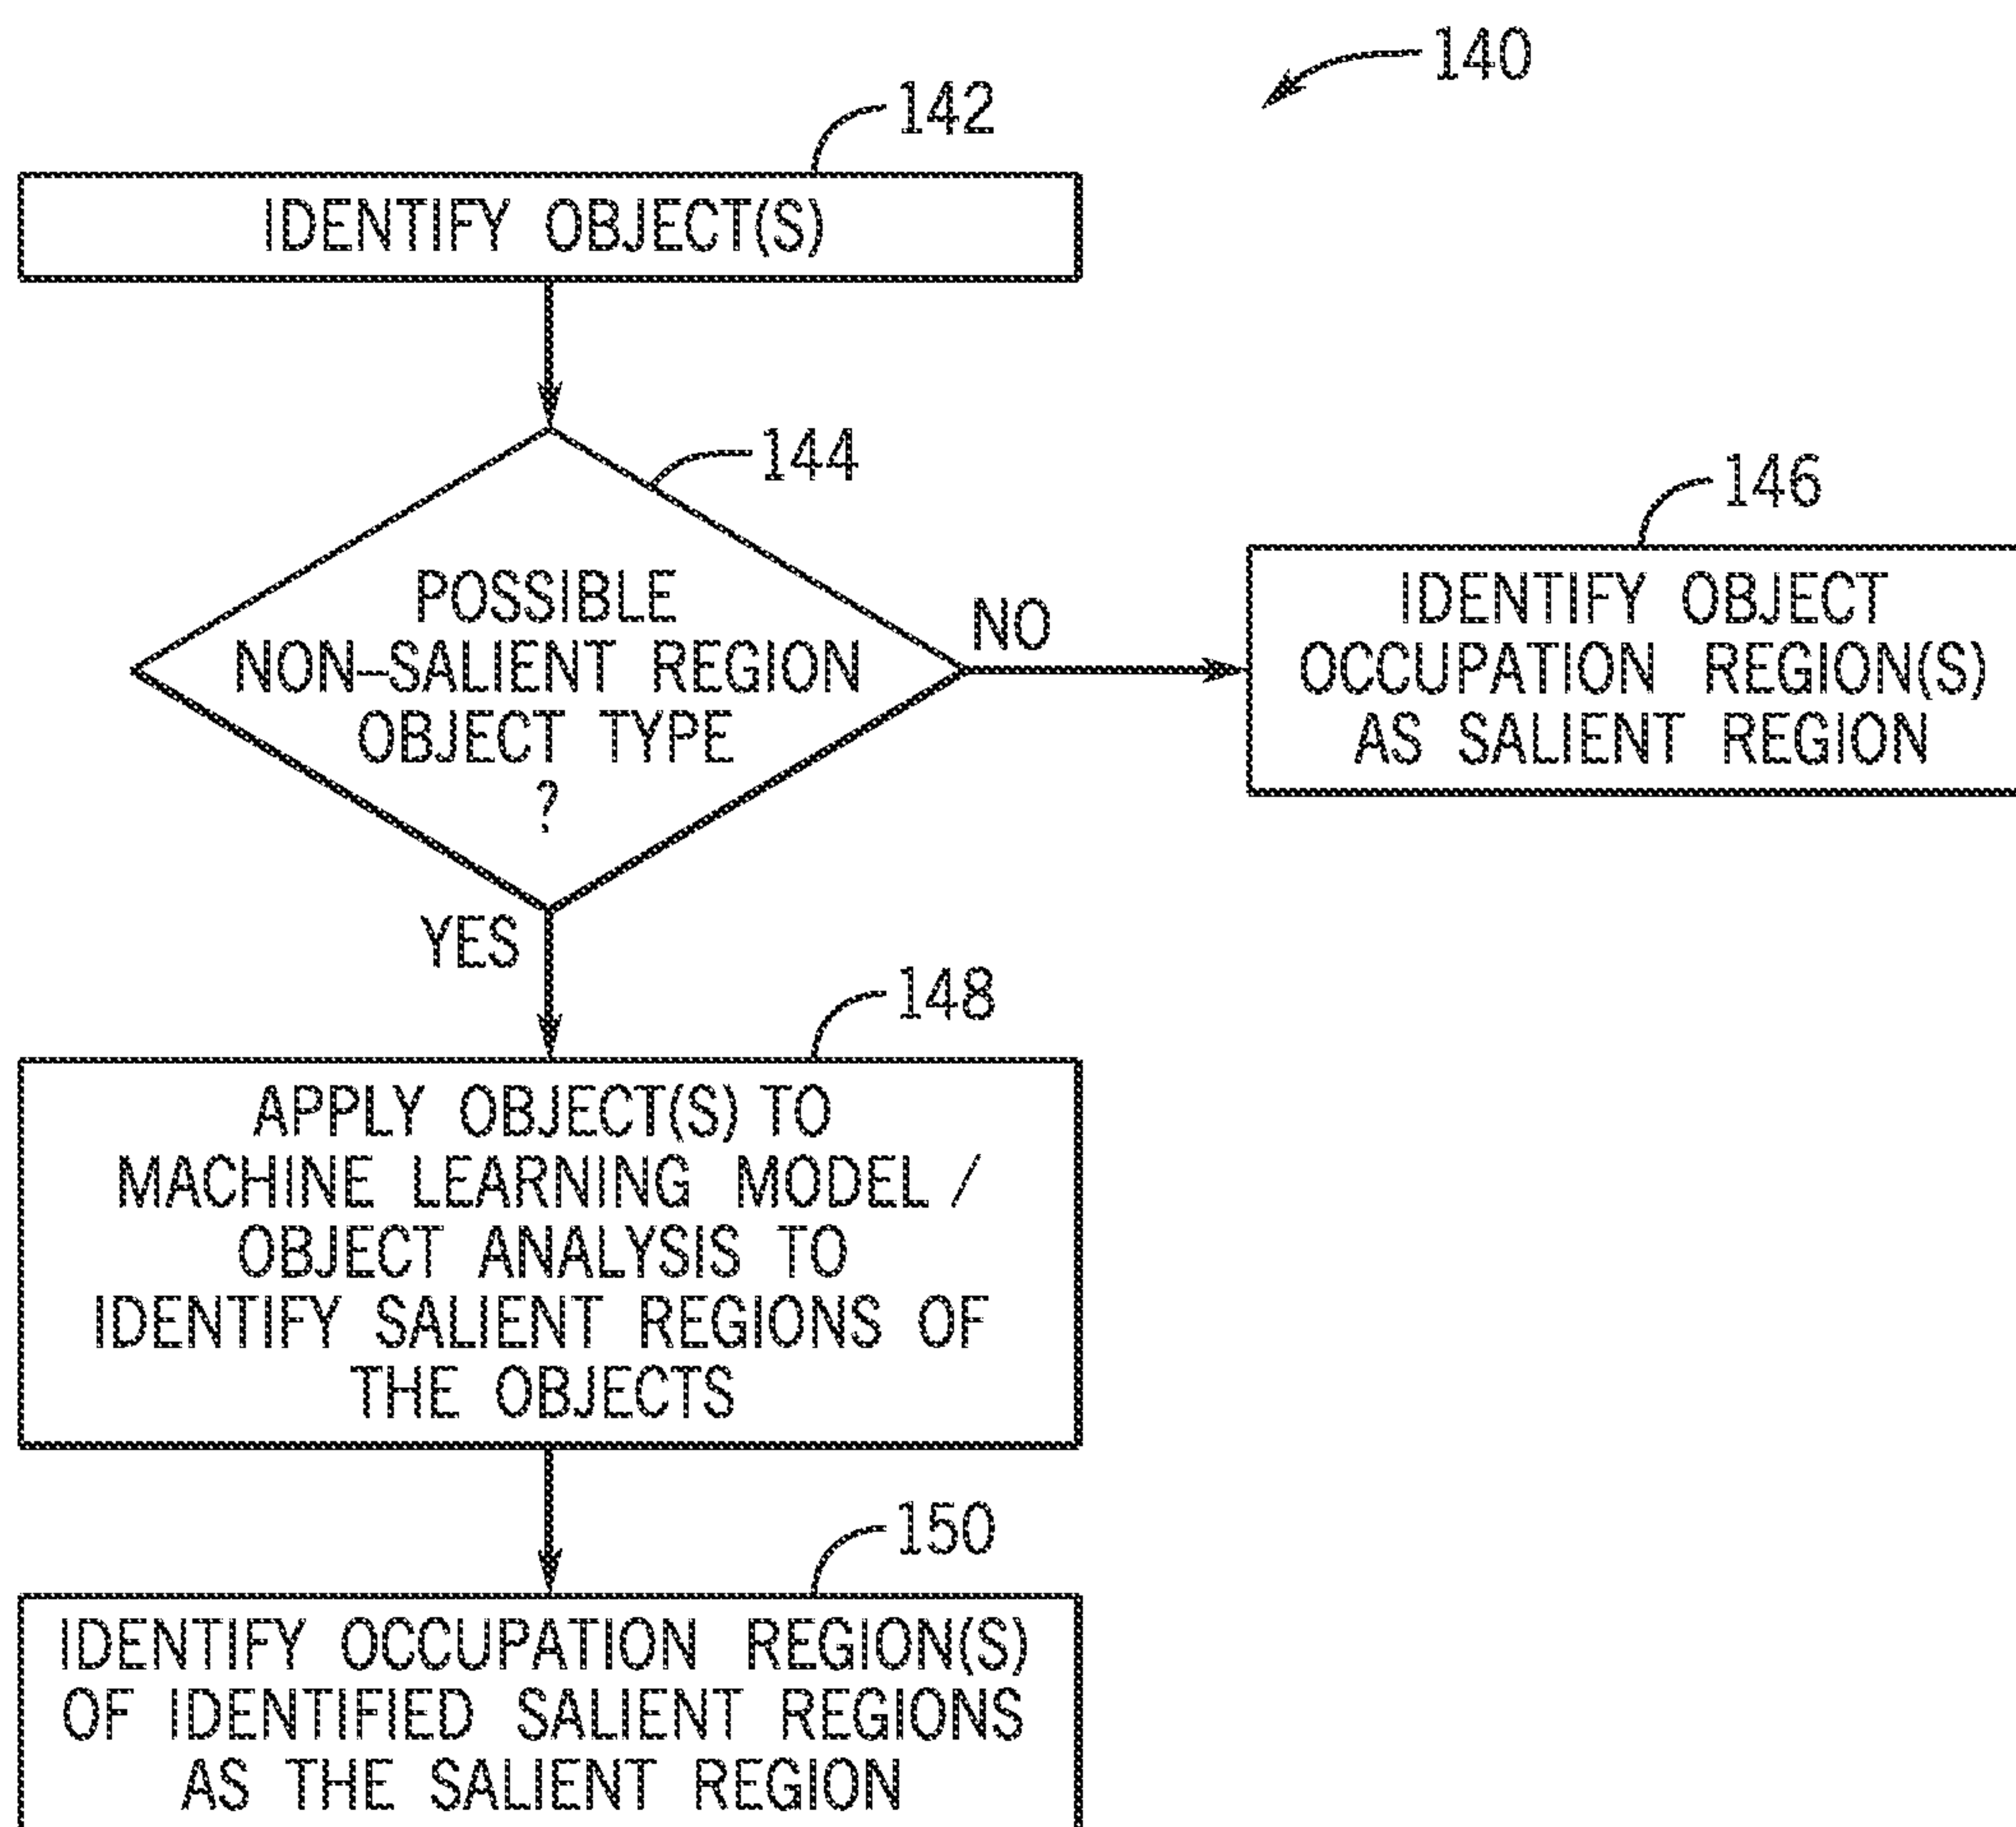 140
142
IDENTIFY OBJECT(S)
144
POSSIBLE
NON-SALIENT REGION
OBJECT TYPE
?
NO
146
IDENTIFY OBJECT
OCCUPATION REGION(S)
AS SALIENT REGION
YES
148
APPLY OBJECT(S) TO
MACHINE LEARNING MODEL /
OBJECT ANALYSIS TO
IDENTIFY SALIENT REGIONS OF
THE OBJECTS
150
IDENTIFY OCCUPATION REGION(S)
OF IDENTIFIED SALIENT REGIONS
AS THE SALIENT REGION